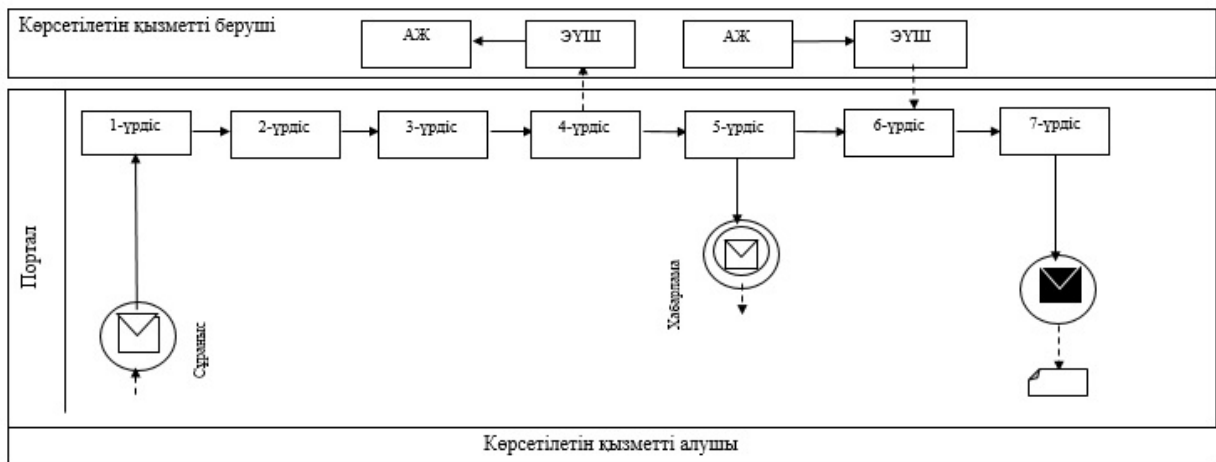 Көрсетілетін қызметті беруші
АЖ
ЭҮШ
АЖ
ЭҮШ
1-үрдіс
2-үрдіс
3-үрдіс
4-үрдіс
5-үрдіс
6-үрдіс
7-үрдіс
Портал
Сұраныс
Хабарлама
Көрсетілетін қызметті алушы